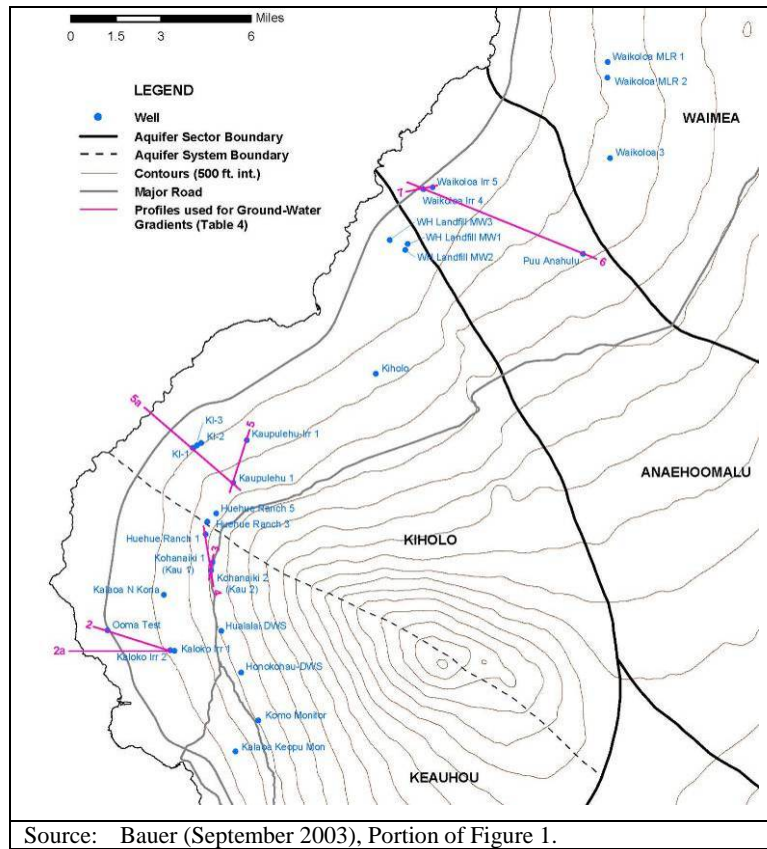 Miles
0 1.5 3 6
LEGEND
Well
Aquifer Sector Boundary
Aquifer System Boundary
Contours (500 ft. int.)
Major Road
Profiles used for Ground-Water
Gradients (Table 4)
Waikoloa MLR 1
Waikoloa MLR 2
WAIMEA
Waikoloa 3
Waikoloa Irr 5
7
Waikoloa Irr 4
WH Landfill MW3
WH Landfill MW1
WH Landfill MW2
Puu Anahulu
6
Kiholo
5a
KI-3
KI-2
KI-1
5
Kaupulehu-Irr 1
Kaupulehu 1
ANAEHOOMALU
Huehue Ranch 5
Huehue Ranch 3
KIHOLO
Huehue Ranch 1
3
Kohanaiki 1
(Kau 1)
Kohanaiki 2
(Kau 2)
4
Kalaoa N Kona
2
Ooma Test
Hualalai DWS
2a
Kaloko Irr 1
Kaloko Irr 2
Honokohau-DWS
Komo Monitor
Kalaoa Keopu Mon
KEAUHOU
Source: Bauer (September 2003), Portion of Figure 1.